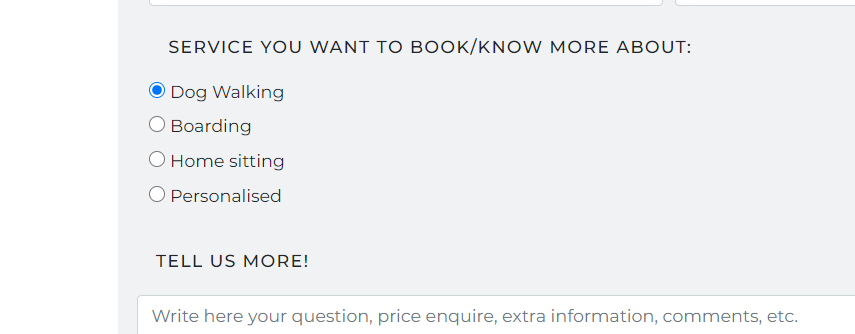 SERVICE YOU WANT TO BOOK/KNOW MORE ABOUT:
Dog Walking
Boarding
Home sitting
Personalised
TELL US MORE!
Write here your question, price enquire, extra information, comments, etc.